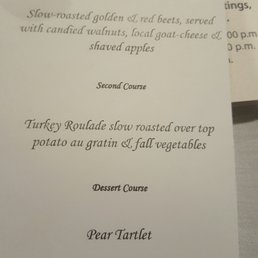 Slow-roasted golden & red beets, served
with candied walnuts, local goat-cheese &
shaved apples
Second Course
Turkey Roulade slow roasted over top
potato au gratin & fall vegetables
Dessert Course
Pear Tartlet
tings,
00 p.m.
0 p.m.